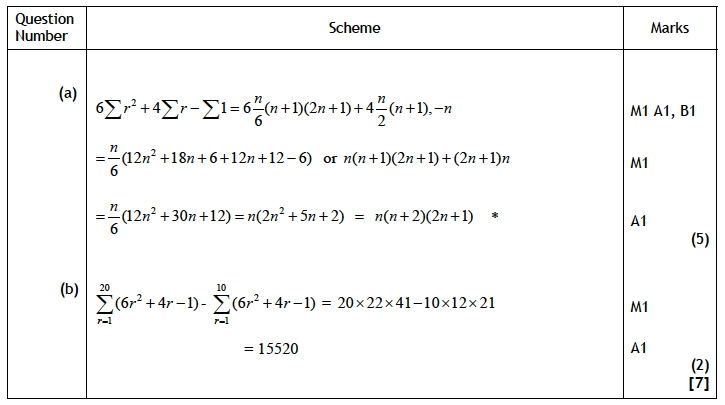 Question Number Scheme Marks
(a) 6∑r² + 4∑r − ∑1 = 6 n/6 (n+1)(2n+1) + 4 n/2 (n+1), −n M1 A1, B1
= n/6 (12n² + 18n + 6 + 12n + 12 − 6) or n(n+1)(2n+1) + (2n+1)n M1
= n/6 (12n² + 30n + 12) = n(2n² + 5n + 2) = n(n+2)(2n+1) * A1
(5)
(b) ∑_{r=1}^{20} (6r² + 4r − 1) - ∑_{r=1}^{10} (6r² + 4r − 1) = 20×22×41 − 10×12×21 M1
= 15520 A1
(2)
[7]